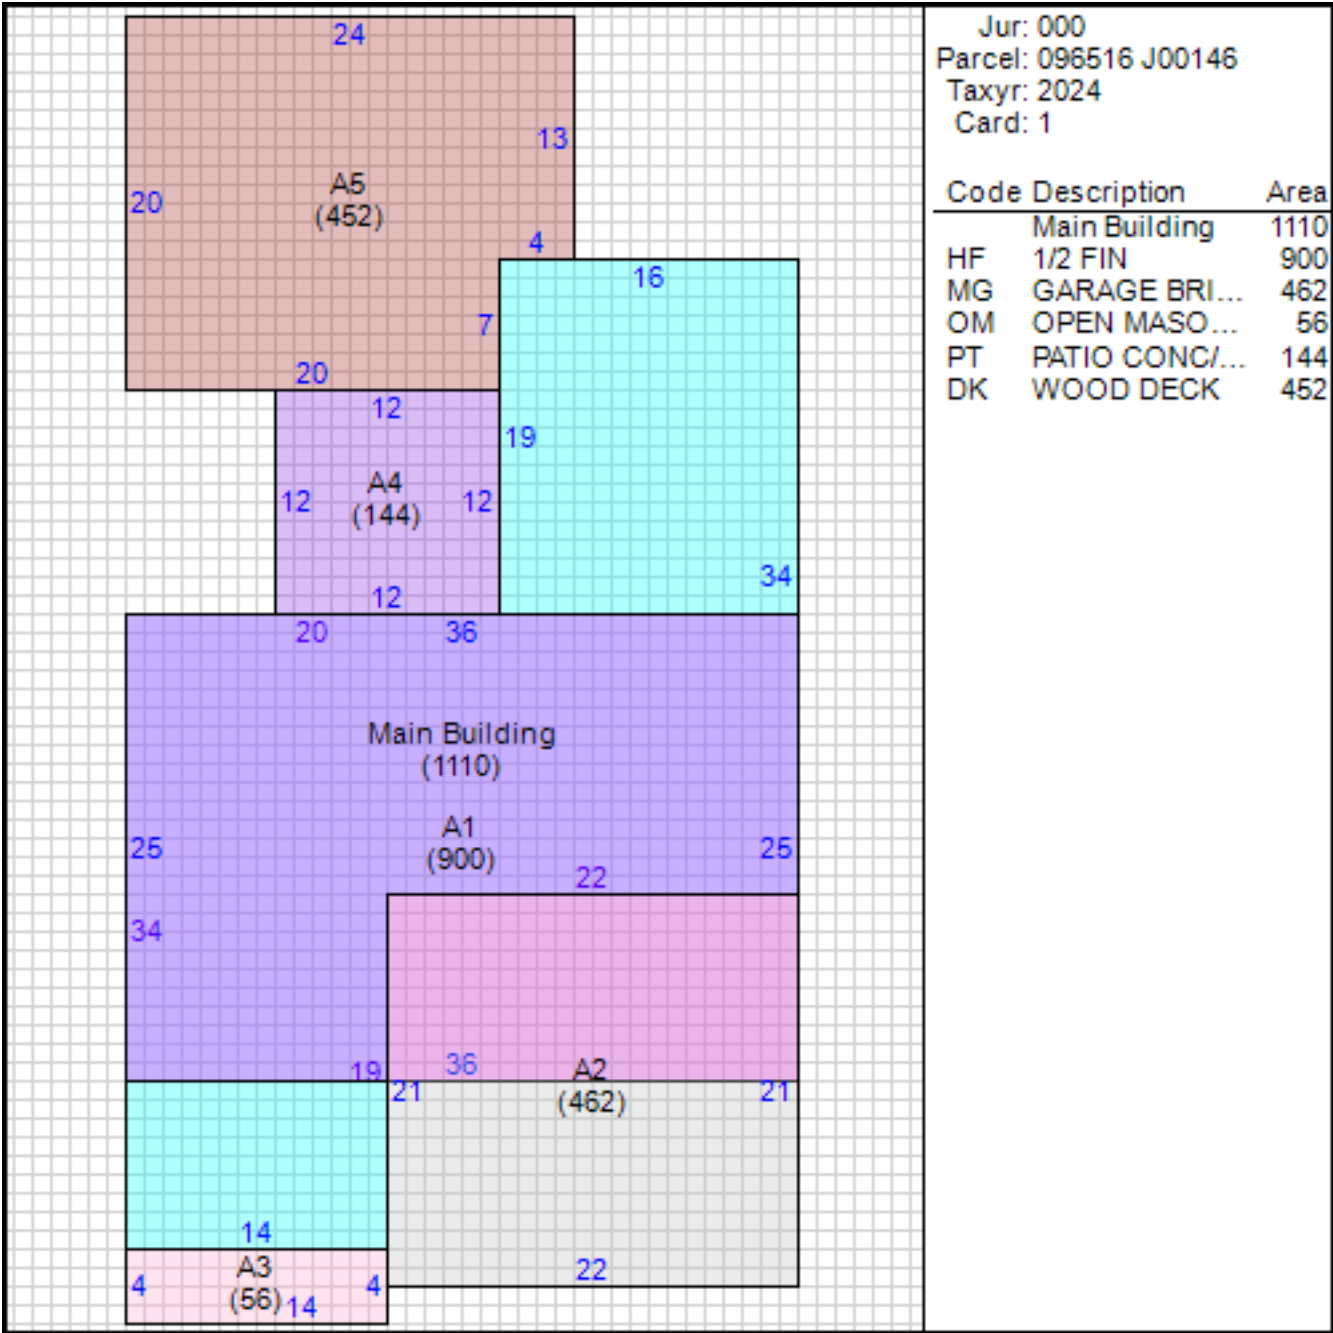 24
13
A5
20
(452)
4
16
7
20
12
19
A4
12
12
(144)
34
12
20
36
Main Building
(1110)
A1
25
(900)
25
22
34
19
36
A2
21
(462)
21
14
A3
22
4
(56)
4
14
Jur: 000
Parcel: 096516 J00146
Taxyr: 2024
Card: 1
Code Description Area
Main Building 1110
HF 1/2 FIN 900
MG GARAGE BRI... 462
OM OPEN MASO... 56
PT PATIO CONC/... 144
DK WOOD DECK 452